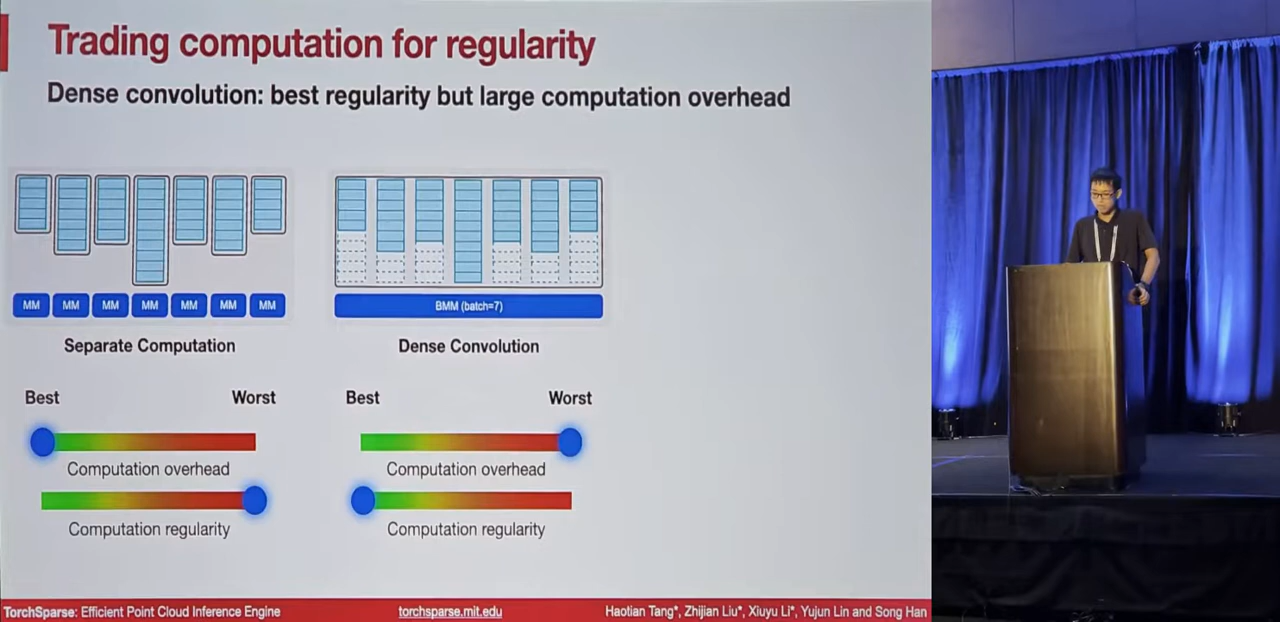 Trading computation for regularity
Dense convolution: best regularity but large computation overhead
MM MM MM MM MM MM MM
BMM (batch=7)
Separate Computation
Dense Convolution
Best Worst
Best Worst
Computation overhead
Computation overhead
Computation regularity
Computation regularity
TorchSparse: Efficient Point Cloud Inference Engine
torchsparse.mit.edu
Haotian Tang*, Zhijian Liu*, Xiuyu Li*, Yujun Lin and Song Han